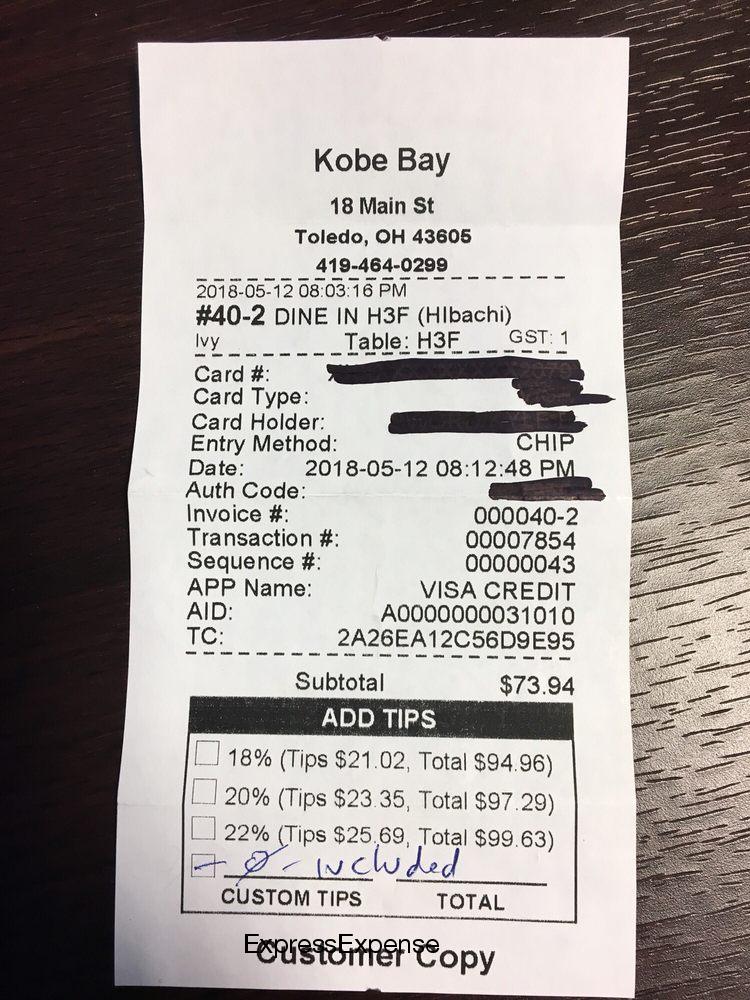 Kobe Bay
18 Main St
Toledo, OH 43605
419-464-0299
2018-05-12 08:03:16 PM
#40-2 DINE IN H3F (HIbachi)
Ivy Table: H3F GST: 1
Card #:
Card Type:
Card Holder:
Entry Method: CHIP
Date: 2018-05-12 08:12:48 PM
Auth Code:
Invoice #: 000040-2
Transaction #: 00007854
Sequence #: 00000043
APP Name: VISA CREDIT
AID: A0000000031010
TC: 2A26EA12C56D9E95
Subtotal $73.94
ADD TIPS
18% (Tips $21.02, Total $94.96)
20% (Tips $23.35, Total $97.29)
22% (Tips $25.69, Total $99.63)
- Ø - included
CUSTOM TIPS TOTAL
ExpressExpense
Customer Copy